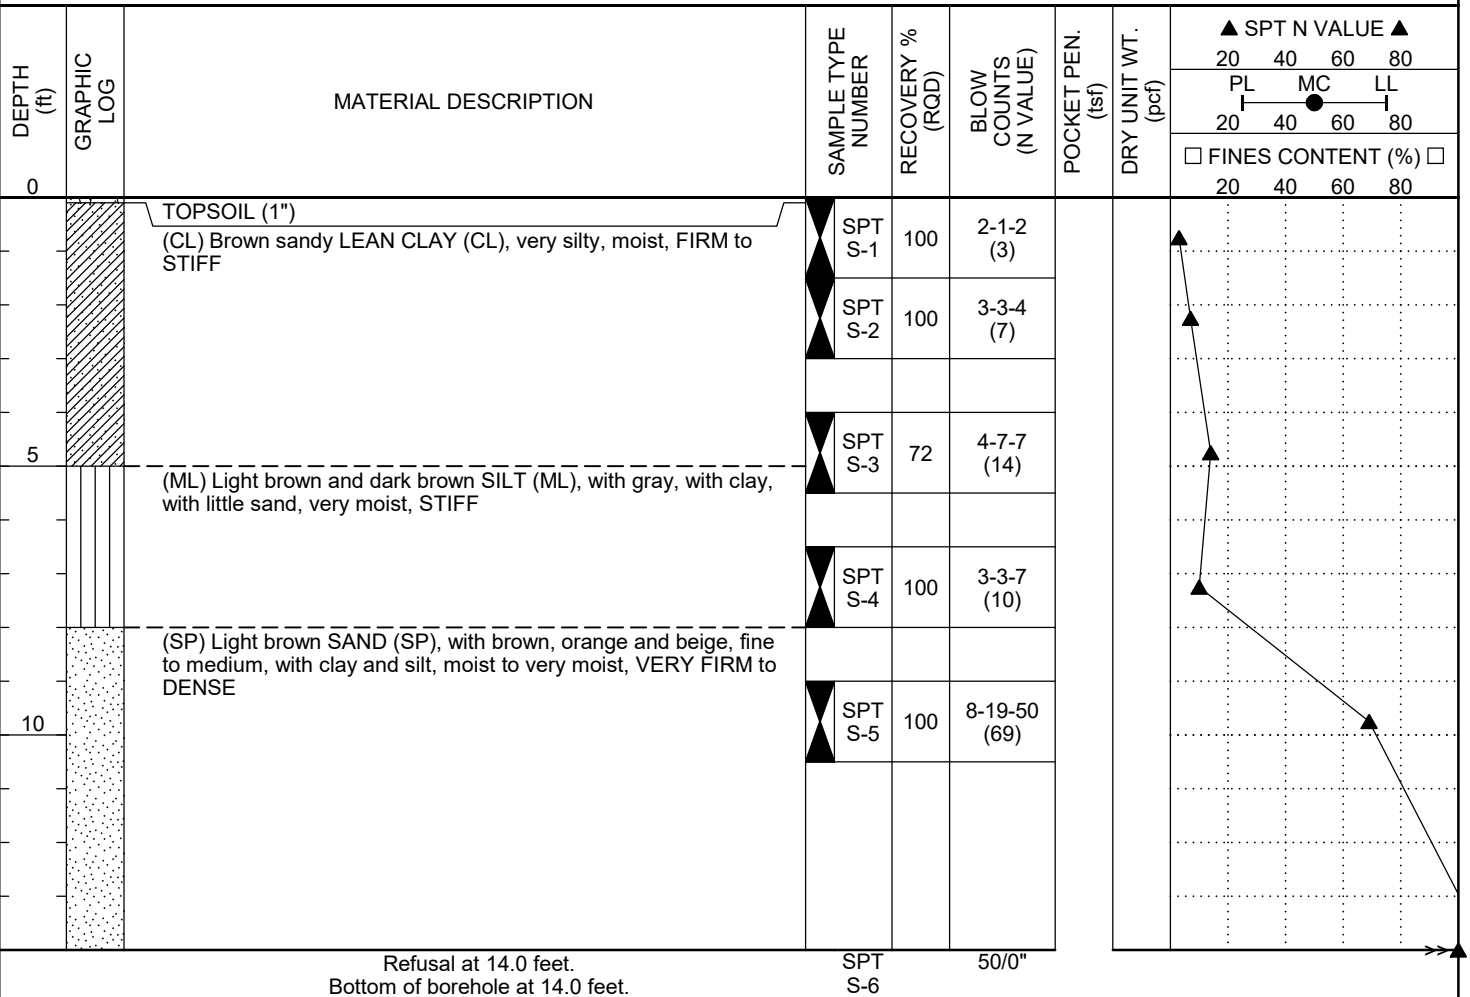 DEPTH
(ft)
GRAPHIC
LOG
MATERIAL DESCRIPTION
SAMPLE TYPE
NUMBER
RECOVERY %
(RQD)
BLOW
COUNTS
(N VALUE)
POCKET PEN.
(tsf)
DRY UNIT WT.
(pcf)
▲ SPT N VALUE ▲
20 40 60 80
PL MC LL
20 40 60 80
□ FINES CONTENT (%) □
20 40 60 80
0
TOPSOIL (1")
(CL) Brown sandy LEAN CLAY (CL), very silty, moist, FIRM to
STIFF
SPT
S-1
100
2-1-2
(3)
SPT
S-2
100
3-3-4
(7)
SPT
S-3
72
4-7-7
(14)
5
(ML) Light brown and dark brown SILT (ML), with gray, with clay,
with little sand, very moist, STIFF
SPT
S-4
100
3-3-7
(10)
(SP) Light brown SAND (SP), with brown, orange and beige, fine
to medium, with clay and silt, moist to very moist, VERY FIRM to
DENSE
SPT
S-5
100
8-19-50
(69)
10
Refusal at 14.0 feet.
Bottom of borehole at 14.0 feet.
SPT
S-6
50/0"
>>